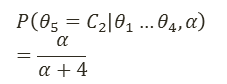 P(θ₅ = C₂|θ₁ …θ₄, α)
= α / (α + 4)